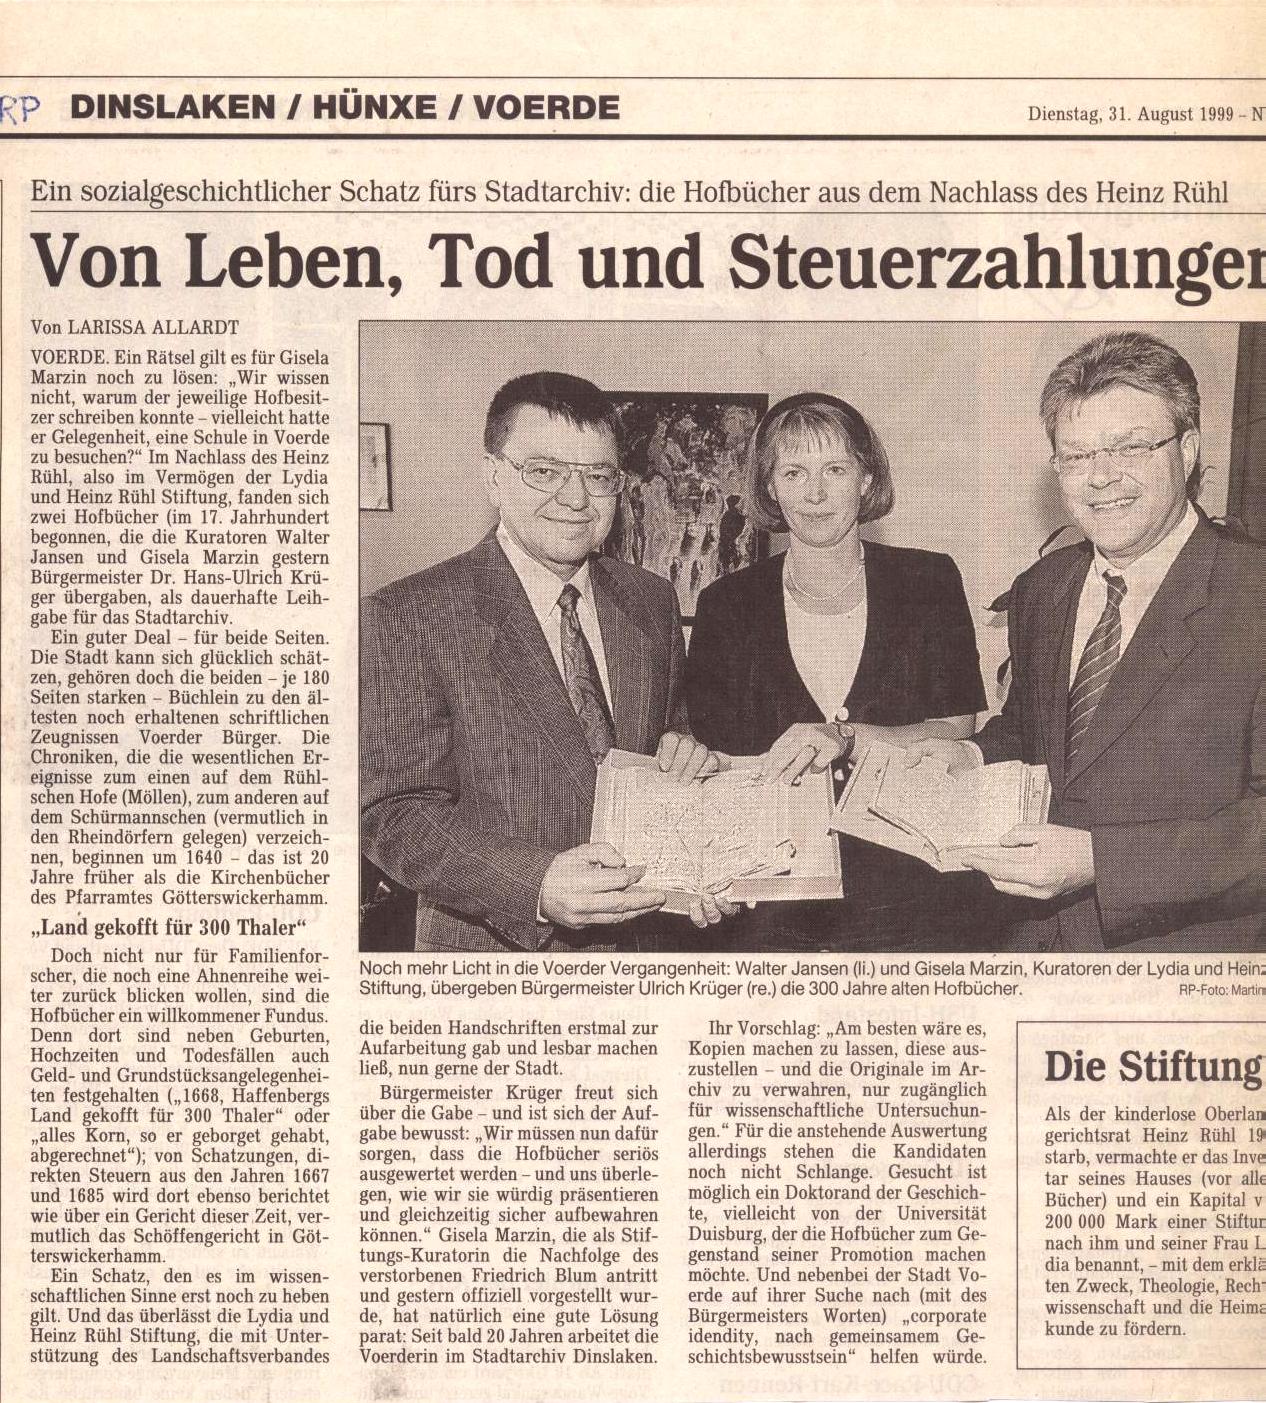 RP DINSLAKEN / HÜNXE / VOERDE
Dienstag, 31. August 1999 –
Ein sozialgeschichtlicher Schatz fürs Stadtarchiv: die Hofbücher aus dem Nachlass des Heinz Rühl
Von Leben, Tod und Steuerzahlungen
Von LARISSA ALLARDT
VOERDE. Ein Rätsel gilt es für Gisela
Marzin noch zu lösen: „Wir wissen
nicht, warum der jeweilige Hofbesit-
zer schreiben konnte – vielleicht hatte
er Gelegenheit, eine Schule in Voerde
zu besuchen?“ Im Nachlass des Heinz
Rühl, also im Vermögen der Lydia
und Heinz Rühl Stiftung, fanden sich
zwei Hofbücher (im 17. Jahrhundert
begonnen, die die Kuratoren Walter
Jansen und Gisela Marzin gestern
Bürgermeister Dr. Hans-Ulrich Krü-
ger übergaben, als dauerhafte Leih-
gabe für das Stadtarchiv.
Ein guter Deal – für beide Seiten.
Die Stadt kann sich glücklich schät-
zen, gehören doch die beiden – je 180
Seiten starken – Büchlein zu den äl-
testen noch erhaltenen schriftlichen
Zeugnissen Voerder Bürger. Die
Chroniken, die die wesentlichen Er-
eignisse zum einen auf dem Rühl-
schen Hofe (Möllen), zum anderen auf
dem Schürmannschen (vermutlich in
den Rheindörfern gelegen) verzeich-
nen, beginnen um 1640 – das ist 20
Jahre früher als die Kirchenbücher
des Pfarramtes Götterswickerhamm.
„Land gekofft für 300 Thaler“
Doch nicht nur für Familienfor-
scher, die noch eine Ahnenreihe wei-
ter zurück blicken wollen, sind die
Hofbücher ein willkommener Fundus.
Denn dort sind neben Geburten,
Hochzeiten und Todesfällen auch
Geld- und Grundstücksangelegenhei-
ten festgehalten („1668, Haffenbergs
Land gekofft für 300 Thaler“ oder
„alles Korn, so er geborget gehabt,
abgerechnet“); von Schatzungen, di-
rekten Steuern aus den Jahren 1667
und 1685 wird dort ebenso berichtet
wie über ein Gericht dieser Zeit, ver-
mutlich das Schöffengericht in Göt-
terswickerhamm.
Ein Schatz, den es im wissen-
schaftlichen Sinne erst noch zu heben
gilt. Und das überlässt die Lydia und
Heinz Rühl Stiftung, die mit Unter-
stützung des Landschaftsverbandes
Noch mehr Licht in die Voerder Vergangenheit: Walter Jansen (li.) und Gisela Marzin, Kuratoren der Lydia und Heinz
Stiftung, übergeben Bürgermeister Ulrich Krüger (re.) die 300 Jahre alten Hofbücher.
RP-Foto: Martin
die beiden Handschriften erstmal zur
Aufarbeitung gab und lesbar machen
ließ, nun gerne der Stadt.
Bürgermeister Krüger freut sich
über die Gabe – und ist sich der Auf-
gabe bewusst: „Wir müssen nun dafür
sorgen, dass die Hofbücher seriös
ausgewertet werden – und uns überle-
gen, wie wir sie würdig präsentieren
und gleichzeitig sicher aufbewahren
können.“ Gisela Marzin, die als Stif-
tungs-Kuratorin die Nachfolge des
verstorbenen Friedrich Blum antritt
und gestern offiziell vorgestellt wur-
de, hat natürlich eine gute Lösung
parat: Seit bald 20 Jahren arbeitet die
Voerderin im Stadtarchiv Dinslaken.
Ihr Vorschlag: „Am besten wäre es,
Kopien machen zu lassen, diese aus-
zustellen – und die Originale im Ar-
chiv zu verwahren, nur zugänglich
für wissenschaftliche Untersuchun-
gen.“ Für die anstehende Auswertung
allerdings stehen die Kandidaten
noch nicht Schlange. Gesucht ist
möglich ein Doktorand der Geschich-
te, vielleicht von der Universität
Duisburg, der die Hofbücher zum Ge-
genstand seiner Promotion machen
möchte. Und nebenbei der Stadt Vo-
erde auf ihrer Suche nach (mit des
Bürgermeisters Worten) „corporate
idendity, nach gemeinsamem Ge-
schichtsbewusstsein“ helfen würde.
Die Stiftung
Als der kinderlose Oberlan
gerichtsrat Heinz Rühl 19
starb, vermachte er das Inve
tar seines Hauses (vor alle
Bücher) und ein Kapital v
200 000 Mark einer Stiftun
nach ihm und seiner Frau L
dia benannt, – mit dem erklä
ten Zweck, Theologie, Rech
wissenschaft und die Heima
kunde zu fördern.